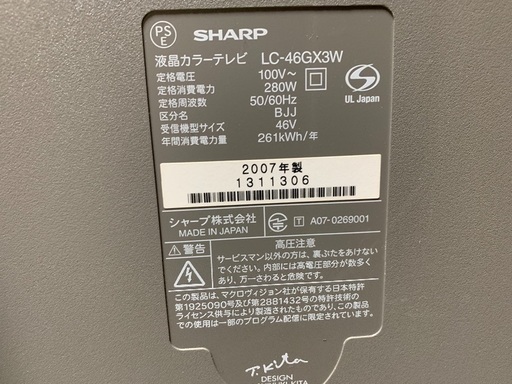 PS
E
SHARP
液晶カラーテレビ LC-46GX3W
定格電圧 100V～
定格消費電力 280W
定格周波数 50/60Hz
区分名 BJJ
受信機型サイズ 46V
年間消費電力量 261kWh/年
S
UL Japan
2007年製
1311306
シャープ株式会社
MADE IN JAPAN
T A07-0269001
高圧注意
サービスマン以外の方は、裏ぶたをあけないで
ください。内部には高電圧部分が数多く
あり、万一さわると危険です。
この製品は、マクロヴィジョン社が保有する日本特許
第1925090号及び第2881432号の特許技術の
ライセンス供与により製造されたものであり、この技術の
使用は一部のプログラム配信に限定されています。
T.Kita
DESIGN